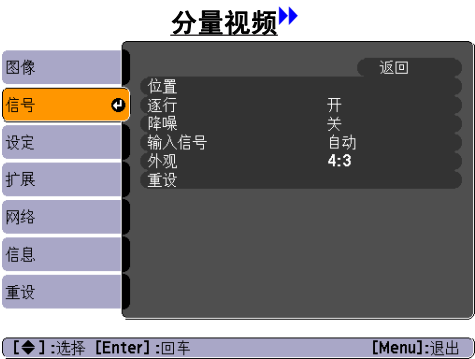 分量视频
图像
信号
设定
扩展
网络
信息
重设
返回
位置
逐行 开
降噪 关
输入信号 自动
外观 4:3
重设
[◆]:选择 [Enter]:回车 [Menu]:退出